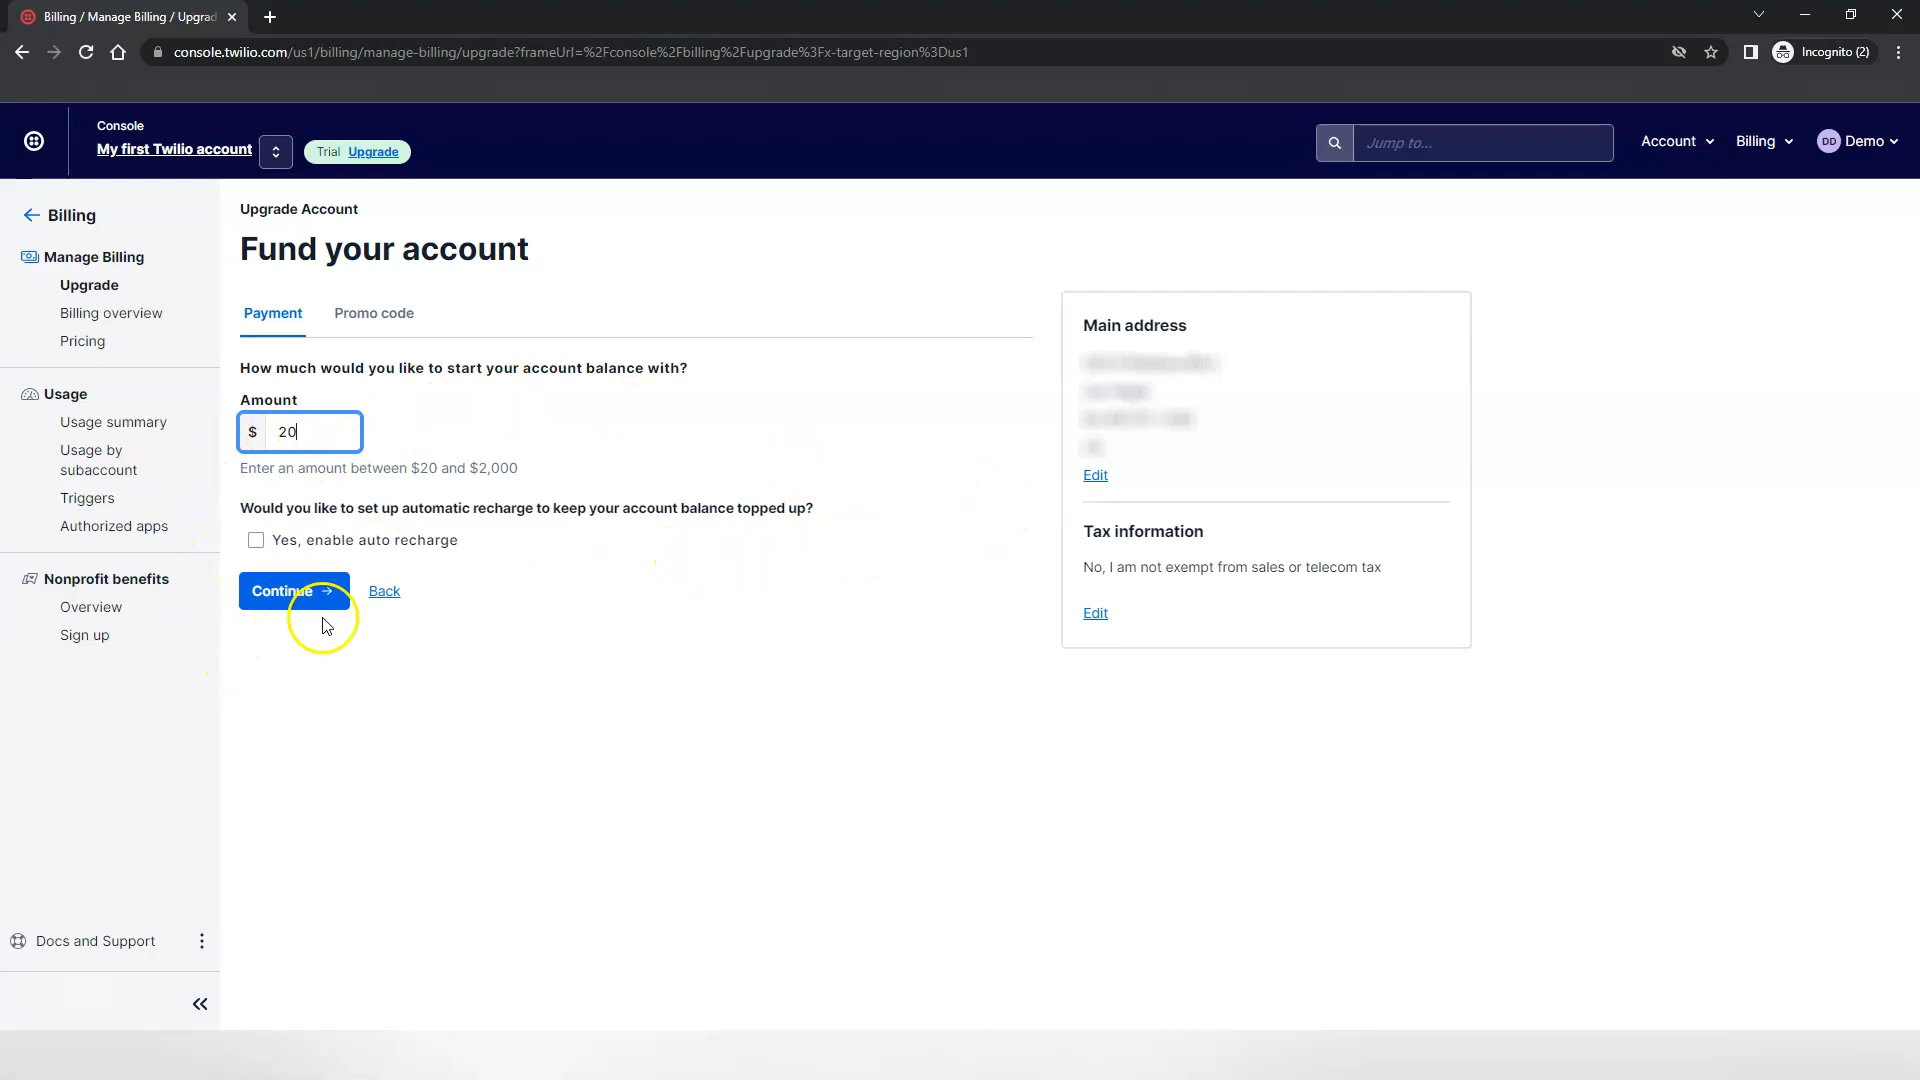 Billing / Manage Billing / Upgrad
console.twilio.com/us1/billing/manage-billing/upgrade?frameUrl=%2Fconsole%2Fbilling%2Fupgrade%3Fx-target-region%3Dus1
Incognito (2)
Console
My first Twilio account
Trial Upgrade
Jump to...
Account
Billing
DD Demo
Billing
Manage Billing
Upgrade
Billing overview
Pricing
Usage
Usage summary
Usage by
subaccount
Triggers
Authorized apps
Nonprofit benefits
Overview
Sign up
Docs and Support
Upgrade Account
Fund your account
Payment
Promo code
How much would you like to start your account balance with?
Amount
$ 20
Enter an amount between $20 and $2,000
Would you like to set up automatic recharge to keep your account balance topped up?
Yes, enable auto recharge
Continue →
Back
Main address
Edit
Tax information
No, I am not exempt from sales or telecom tax
Edit